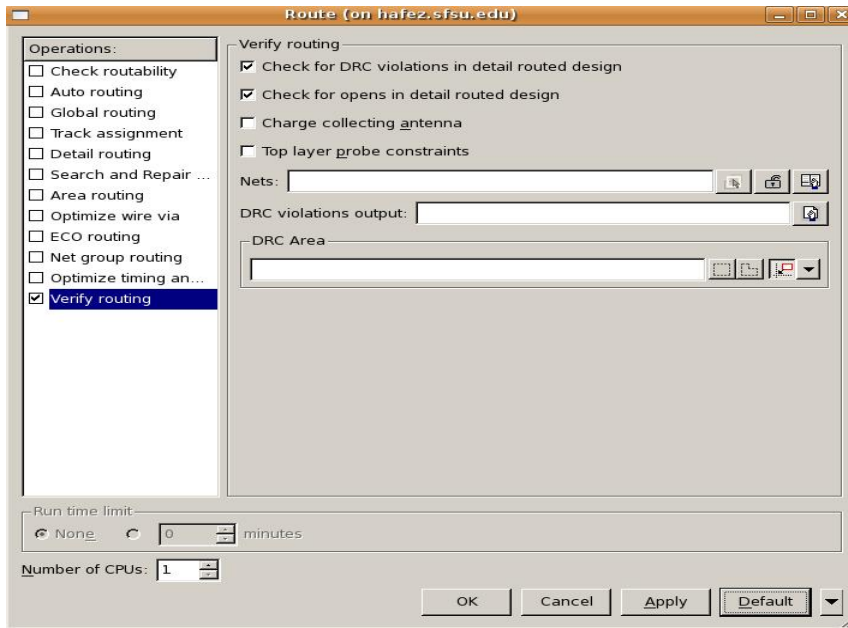 Route (on hafez.sfsu.edu)
Operations:
Check routability
Auto routing
Global routing
Track assignment
Detail routing
Search and Repair ...
Area routing
Optimize wire via
ECO routing
Net group routing
Optimize timing an...
Verify routing
Verify routing
Check for DRC violations in detail routed design
Check for opens in detail routed design
Charge collecting antenna
Top layer probe constraints
Nets:
DRC violations output:
DRC Area
Run time limit
None 0 minutes
Number of CPUs: 1
OK Cancel Apply Default